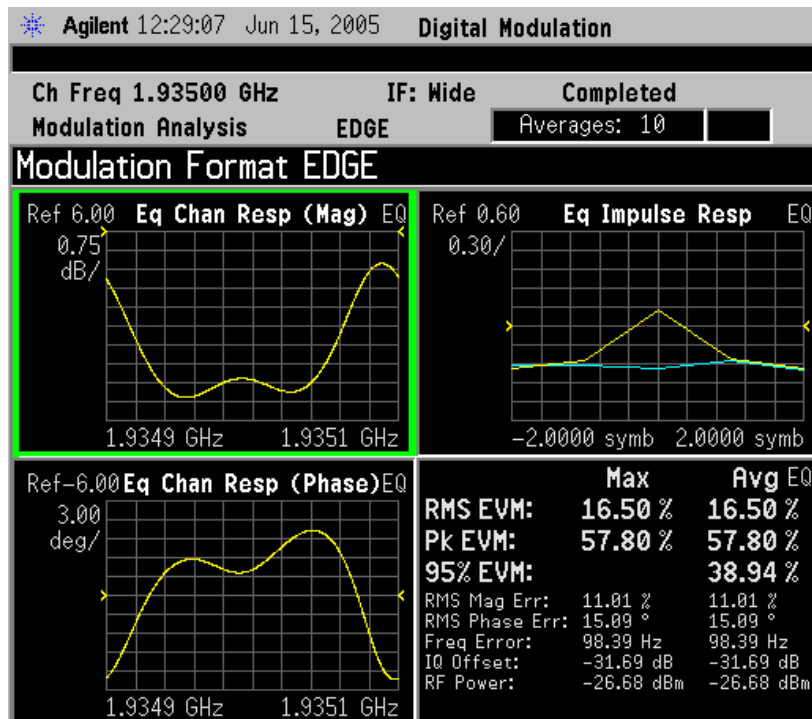 Agilent 12:29:07 Jun 15, 2005 Digital Modulation
Ch Freq 1.93500 GHz IF: Wide Completed
Modulation Analysis EDGE Averages: 10
Modulation Format EDGE
Ref 6.00 Eq Chan Resp (Mag) EQ
0.75
dB/
1.9349 GHz 1.9351 GHz
Ref 0.60 Eq Impulse Resp EQ
0.30/
-2.0000 symb 2.0000 symb
Ref-6.00 Eq Chan Resp (Phase) EQ
3.00
deg/
1.9349 GHz 1.9351 GHz
Max Avg EQ
RMS EVM: 16.50 % 16.50 %
Pk EVM: 57.80 % 57.80 %
95% EVM: 38.94 %
RMS Mag Err: 11.01 % 11.01 %
RMS Phase Err: 15.09 ° 15.09 °
Freq Error: 98.39 Hz 98.39 Hz
IQ Offset: -31.69 dB -31.69 dB
RF Power: -26.68 dBm -26.68 dBm